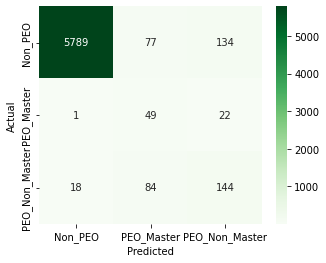 5789 77 134
1 49 22
18 84 144
Non_PEO
PEO_Master
PEO_Non_Master
Actual
Non_PEO PEO_Master PEO_Non_Master
Predicted
5000
4000
3000
2000
1000